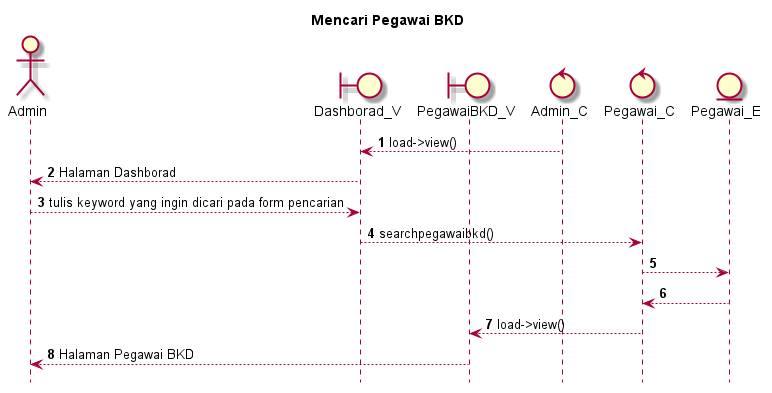 Mencari Pegawai BKD
Admin
Dashborad_V
PegawaiBKD_V
Admin_C
Pegawai_C
Pegawai_E
1 load->view()
2 Halaman Dashborad
3 tulis keyword yang ingin dicari pada form pencarian
4 searchpegawaibkd()
5
6
7 load->view()
8 Halaman Pegawai BKD